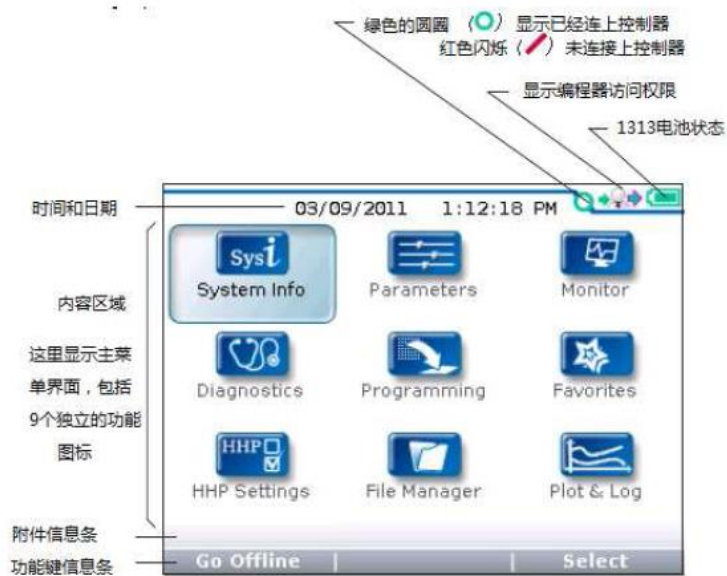 绿色的圆圈 （ ）显示已经连上控制器
红色闪烁（ ）未连接上控制器
显示编程器访问权限
1313电池状态
时间和日期
03/09/2011 1:12:18 PM
内容区域
这里显示主菜
单界面，包括
9个独立的功能
图标
Sysi
System Info
Parameters
Monitor
Diagnostics
Programming
Favorites
HHP
HHP Settings
File Manager
Plot & Log
附件信息条
功能键信息条
Go Offline
Select